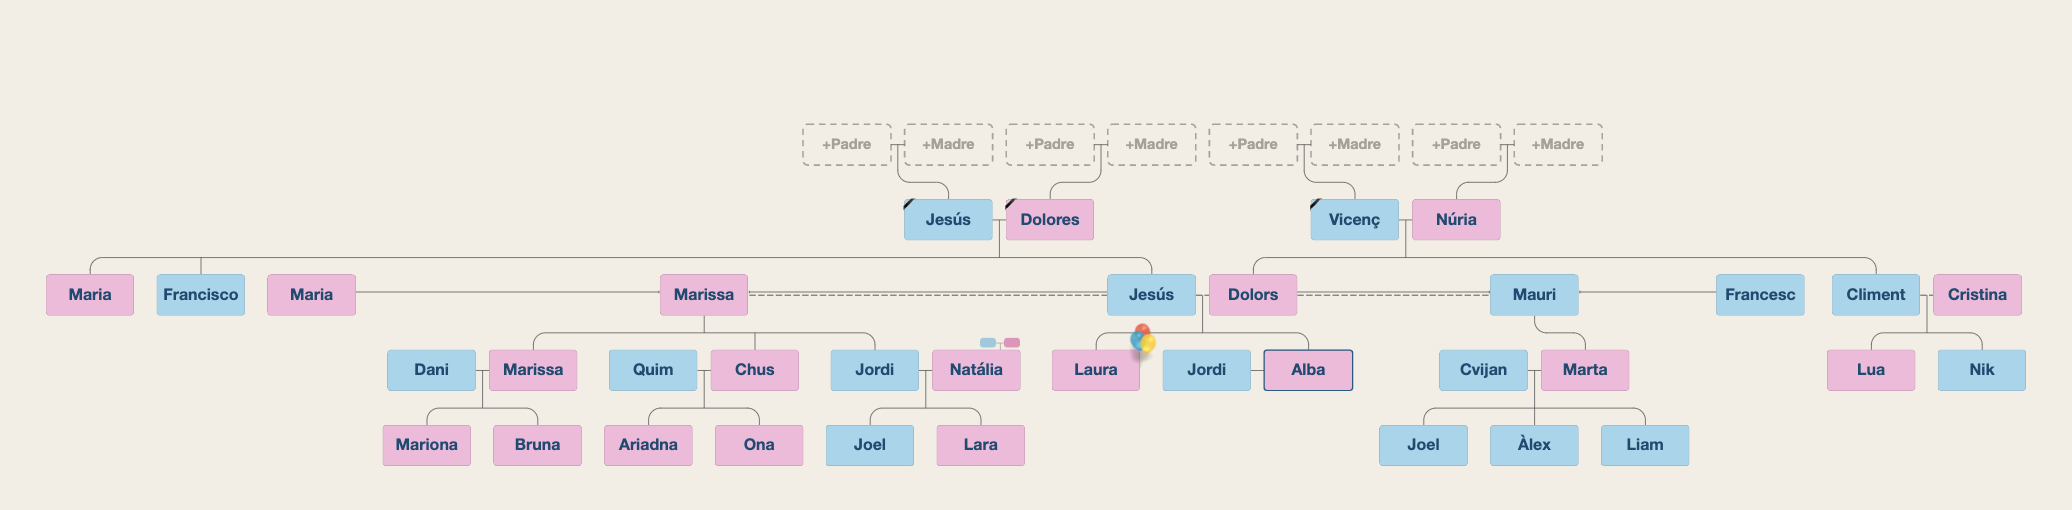 +Padre
+Madre
+Padre
+Madre
+Padre
+Madre
+Padre
+Madre
Jesús
Dolores
Vicenç
Núria
Maria
Francisco
Maria
Marissa
Jesús
Dolors
Mauri
Francesc
Climent
Cristina
Dani
Marissa
Quim
Chus
Jordi
Natália
Laura
Jordi
Alba
Cvijan
Marta
Lua
Nik
Mariona
Bruna
Ariadna
Ona
Joel
Lara
Joel
Àlex
Liam